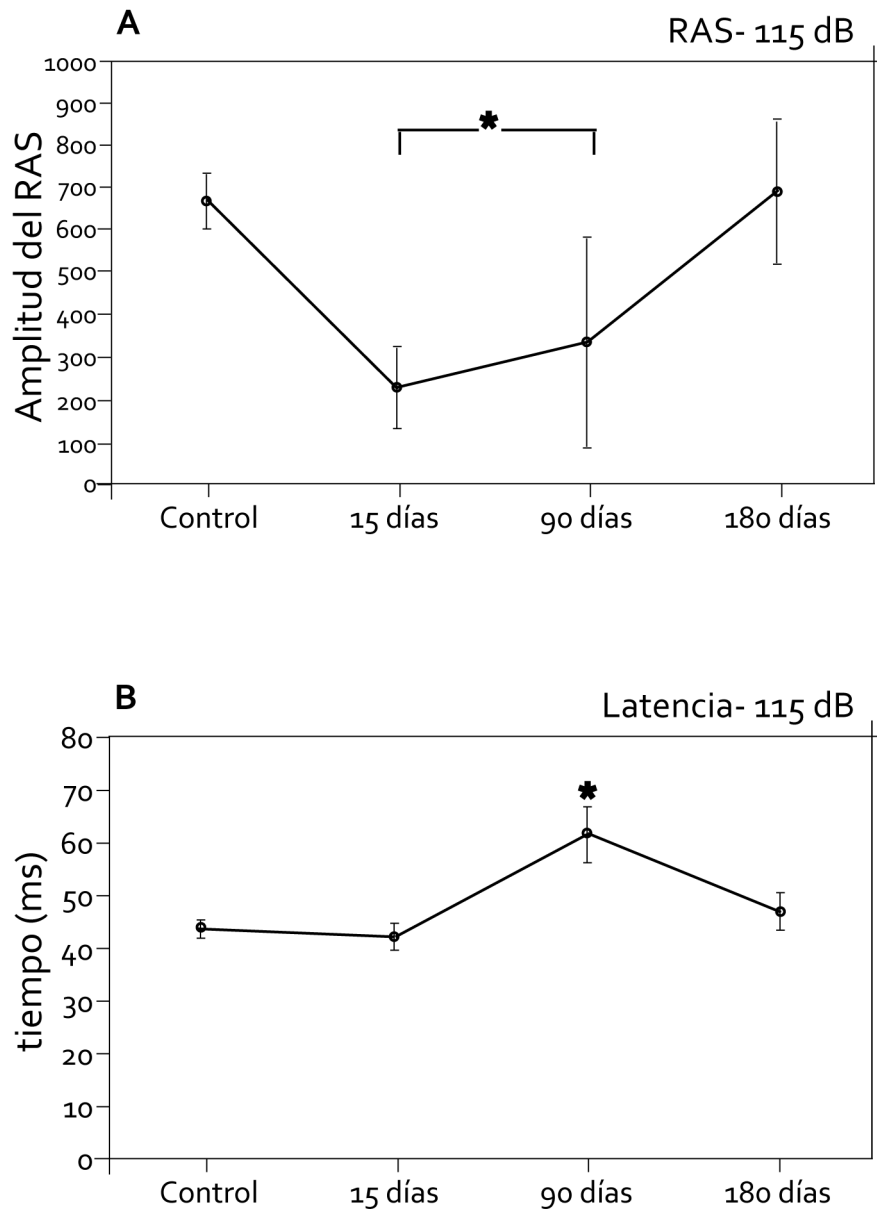 A
RAS- 115 dB
Amplitud del RAS
1000
900
800
700
600
500
400
300
200
100
0
*
Control 15 días 90 días 180 días
B
Latencia- 115 dB
tiempo (ms)
80
70
60
50
40
30
20
10
0
*
Control 15 días 90 días 180 días